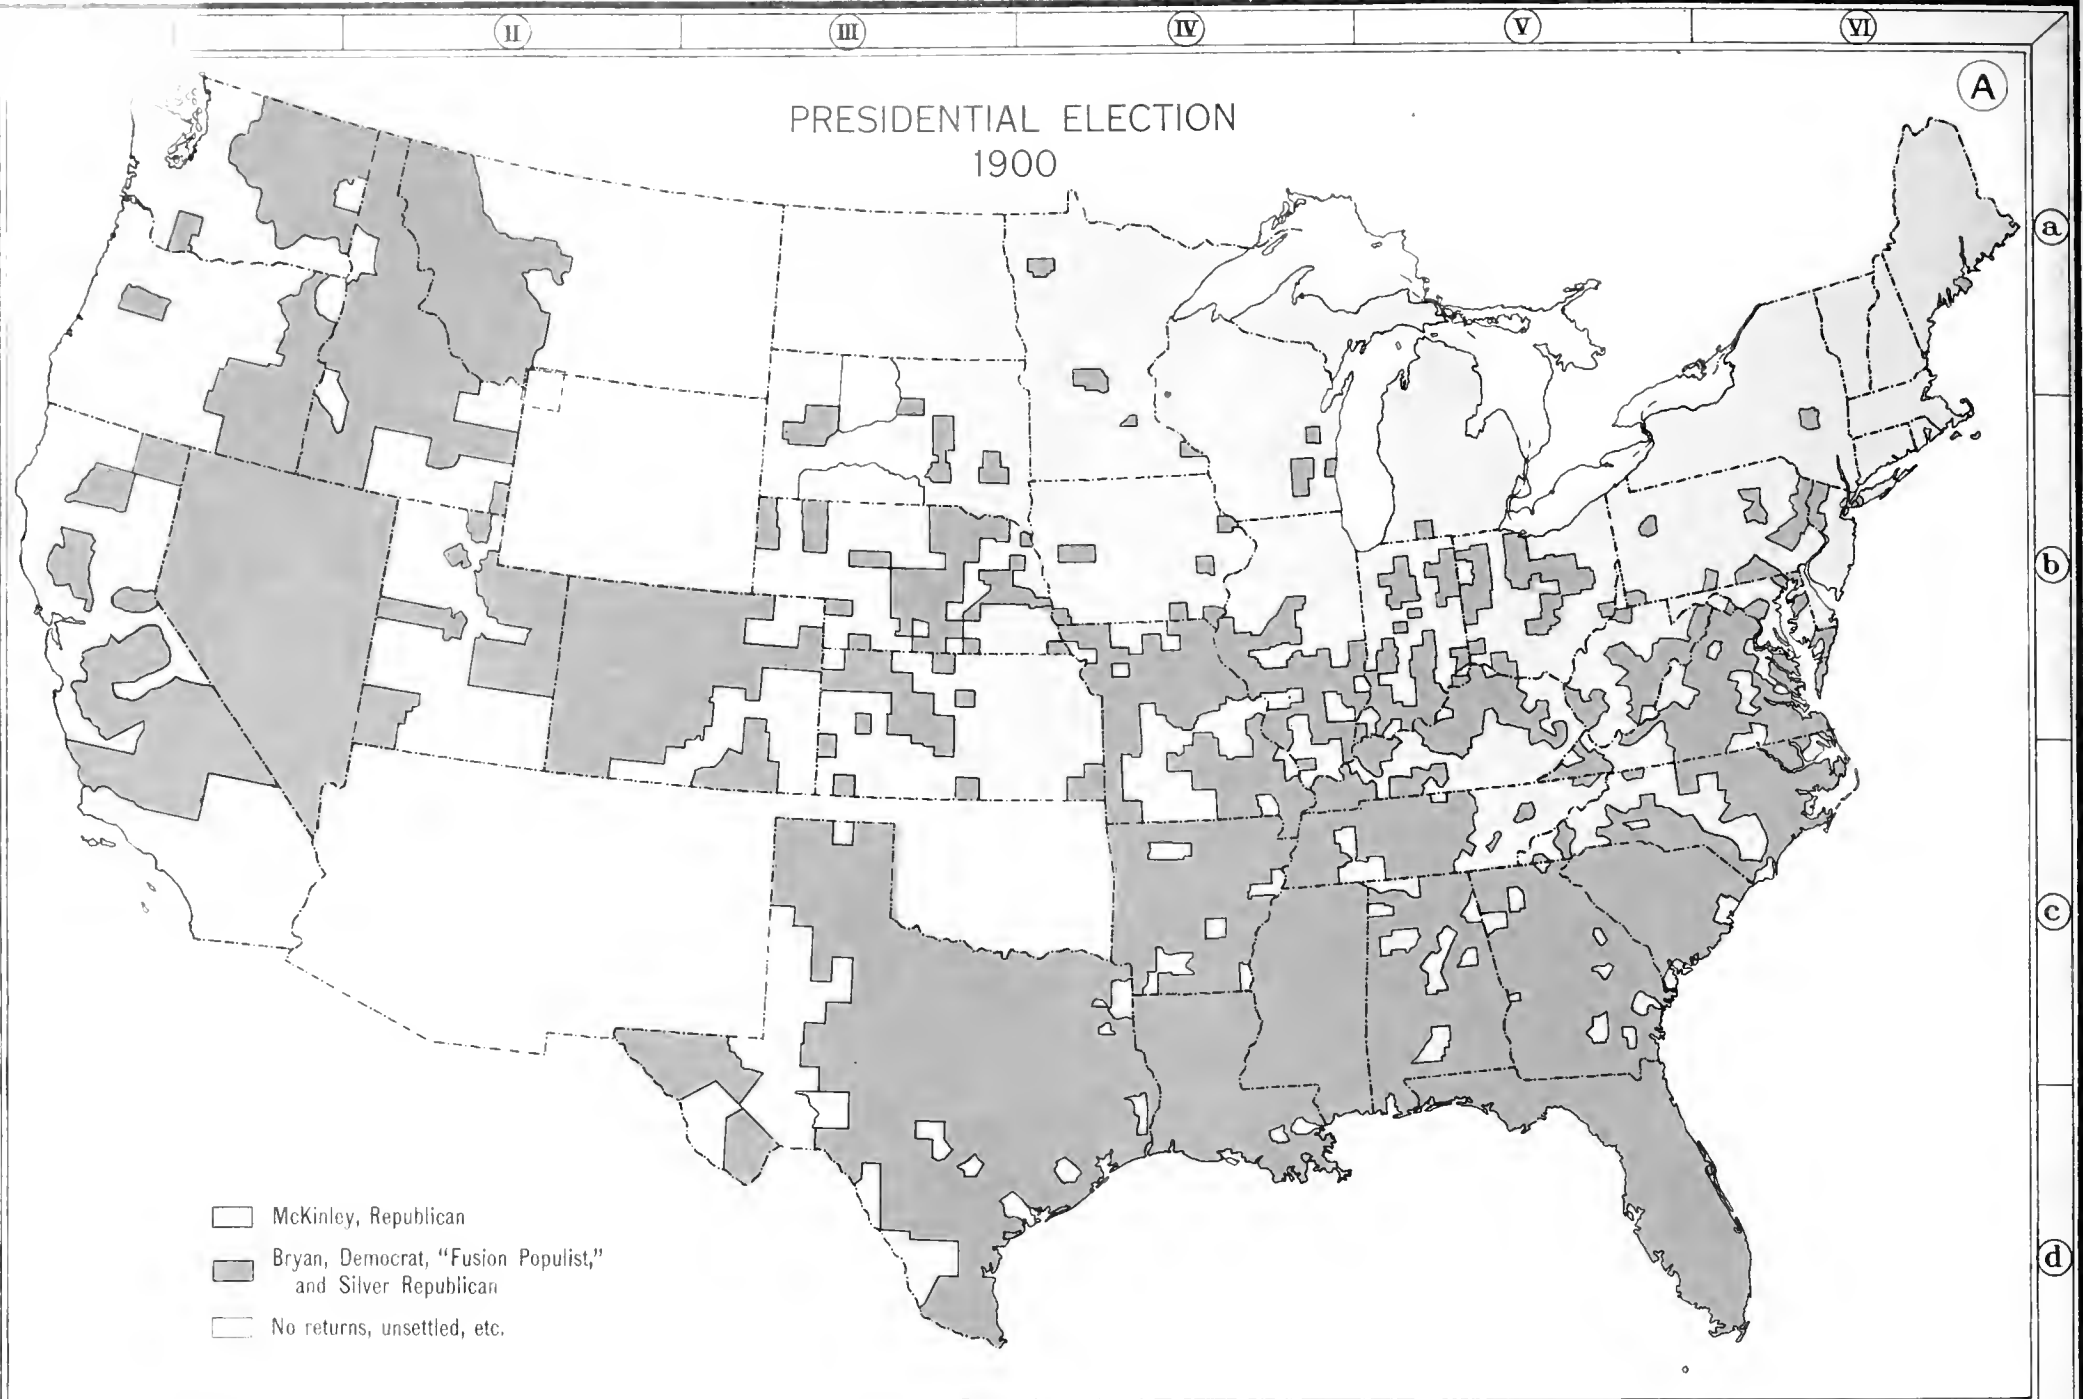 II III IV V VI
A
PRESIDENTIAL ELECTION
1900
a
b
c
d
McKinley, Republican
Bryan, Democrat, “Fusion Populist,”
and Silver Republican
No returns, unsettled, etc.